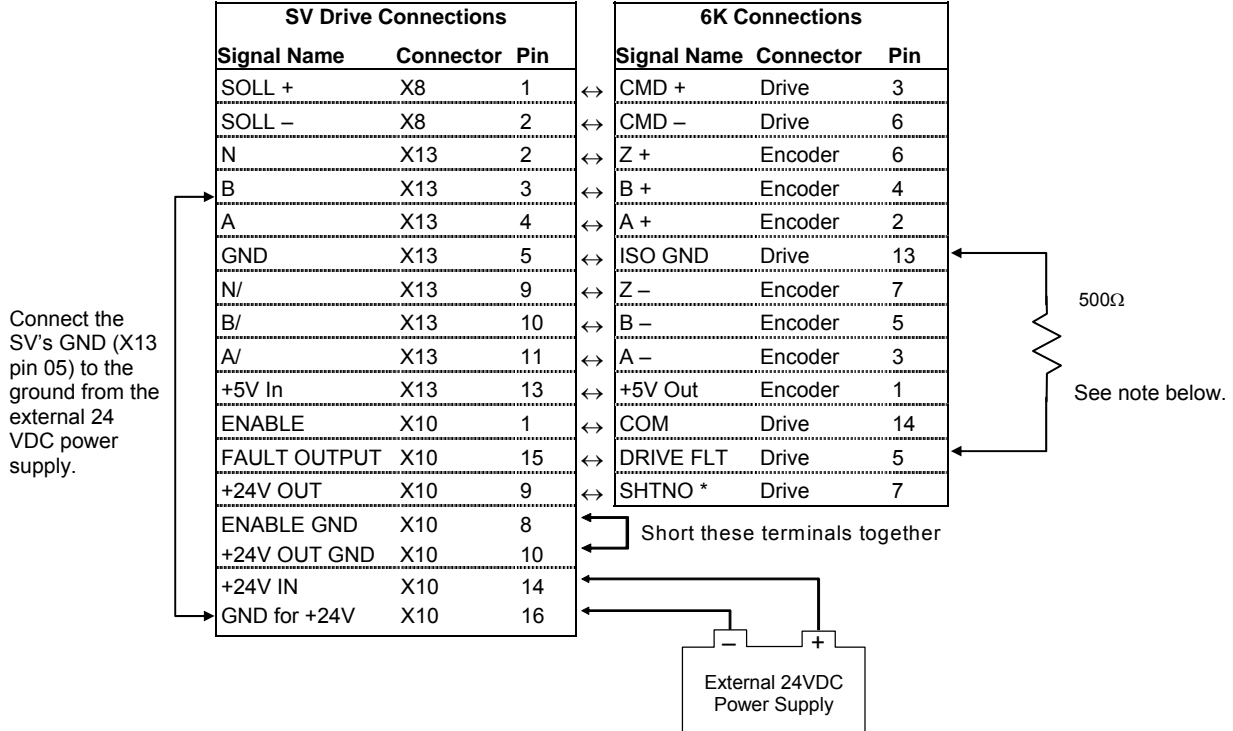 SV Drive Connections
Signal Name Connector Pin
SOLL + X8 1
SOLL – X8 2
N X13 2
B X13 3
A X13 4
GND X13 5
N/ X13 9
B/ X13 10
A/ X13 11
+5V In X13 13
ENABLE X10 1
FAULT OUTPUT X10 15
+24V OUT X10 9
ENABLE GND X10 8
+24V OUT GND X10 10
+24V IN X10 14
GND for +24V X10 16
↔
↔
↔
↔
↔
↔
↔
↔
↔
↔
↔
↔
↔
6K Connections
Signal Name Connector Pin
CMD + Drive 3
CMD – Drive 6
Z + Encoder 6
B + Encoder 4
A + Encoder 2
ISO GND Drive 13
Z – Encoder 7
B – Encoder 5
A – Encoder 3
+5V Out Encoder 1
COM Drive 14
DRIVE FLT Drive 5
SHTNO * Drive 7
Connect the
SV's GND (X13
pin 05) to the
ground from the
external 24
VDC power
supply.
500Ω
See note below.
Short these terminals together
– +
External 24VDC
Power Supply